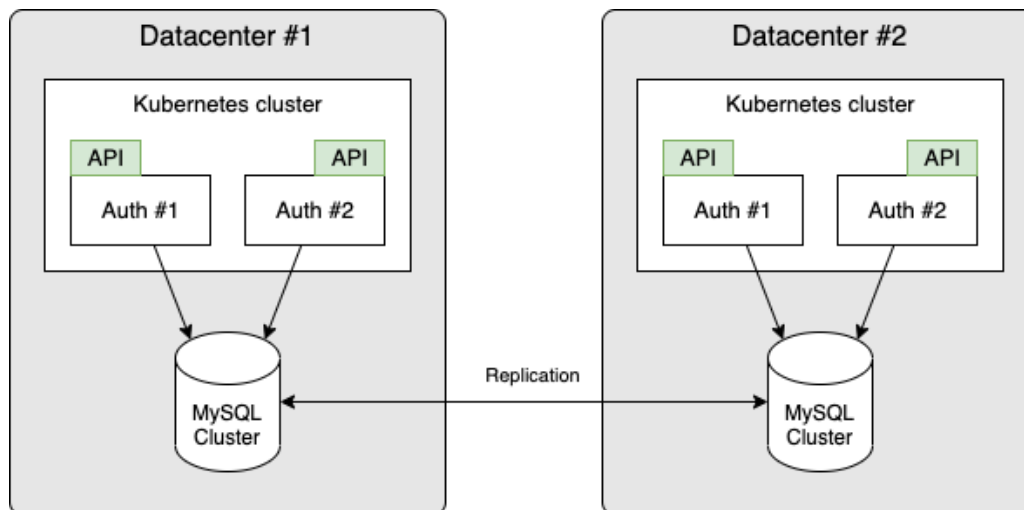 Datacenter #1
Kubernetes cluster
API
API
Auth #1
Auth #2
MySQL
Cluster
Replication
Datacenter #2
Kubernetes cluster
API
API
Auth #1
Auth #2
MySQL
Cluster